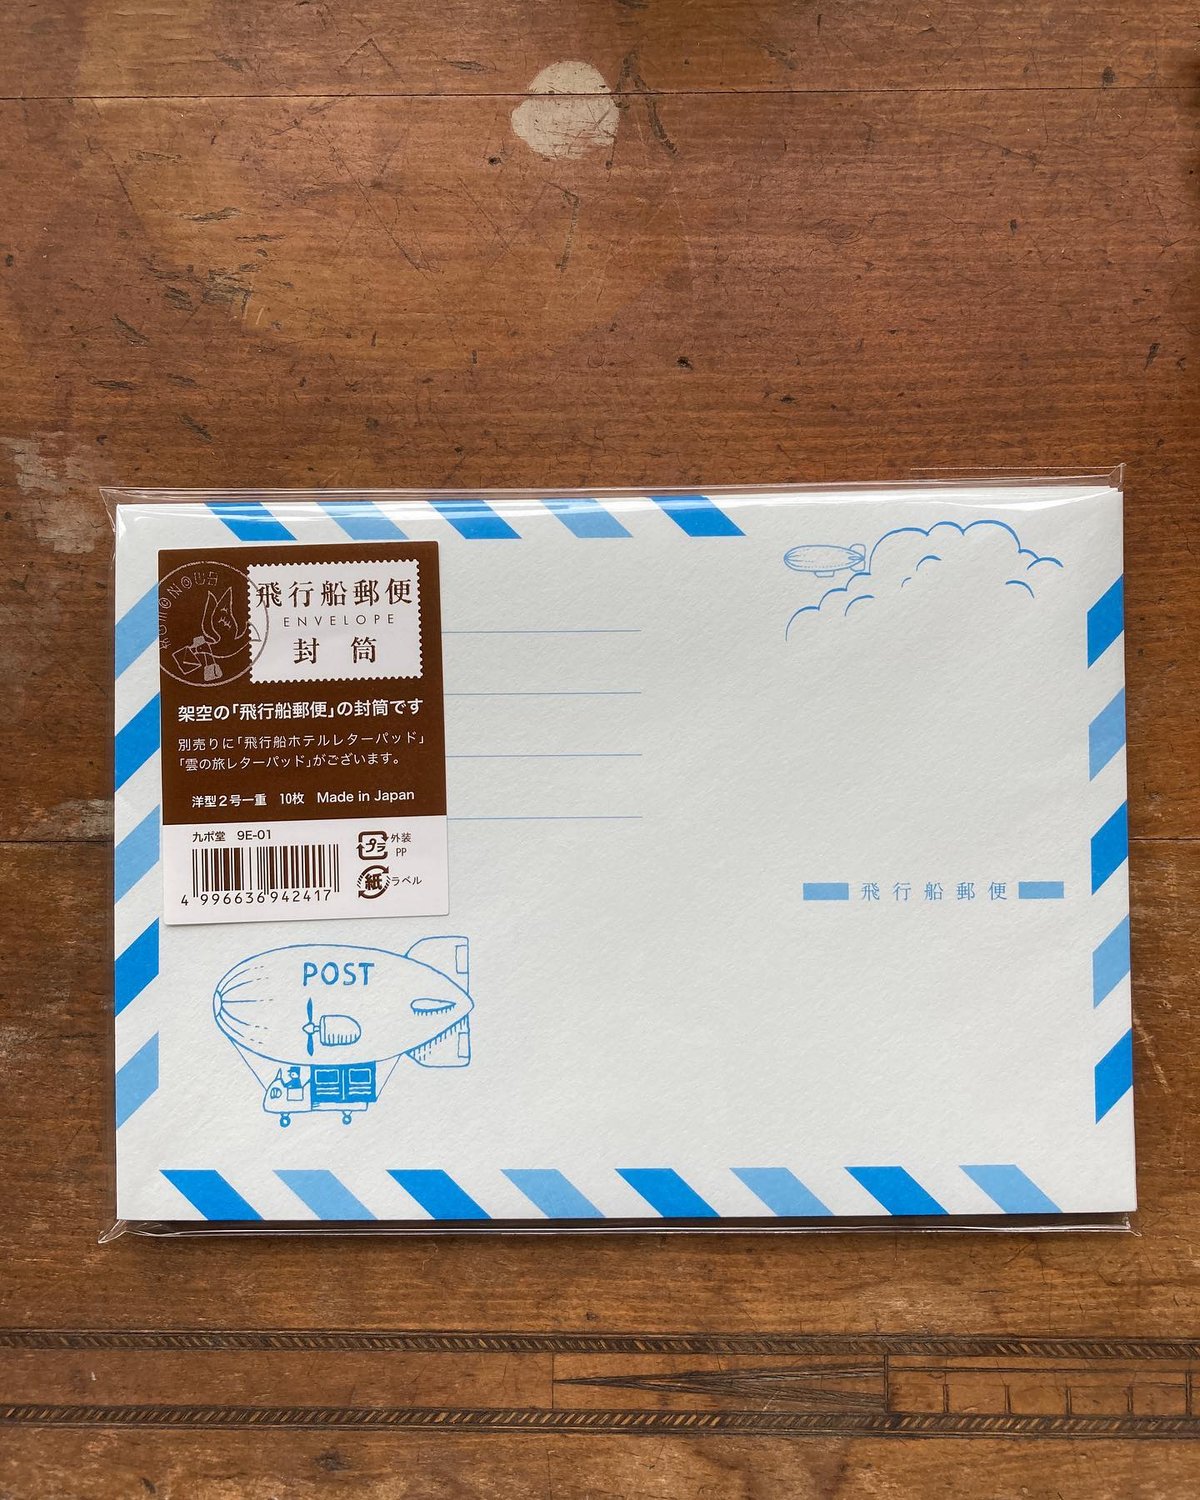 飛行船郵便
ENVELOPE
封筒
架空の「飛行船郵便」の封筒です
別売りに「飛行船ホテルレターパッド」
「雲の旅レターパッド」がございます。
洋型2号一重 10枚 Made in Japan
九ポ堂 9E-01
プラ 外装
PP
紙 ラベル
4 996636 942417
飛行船郵便
POST